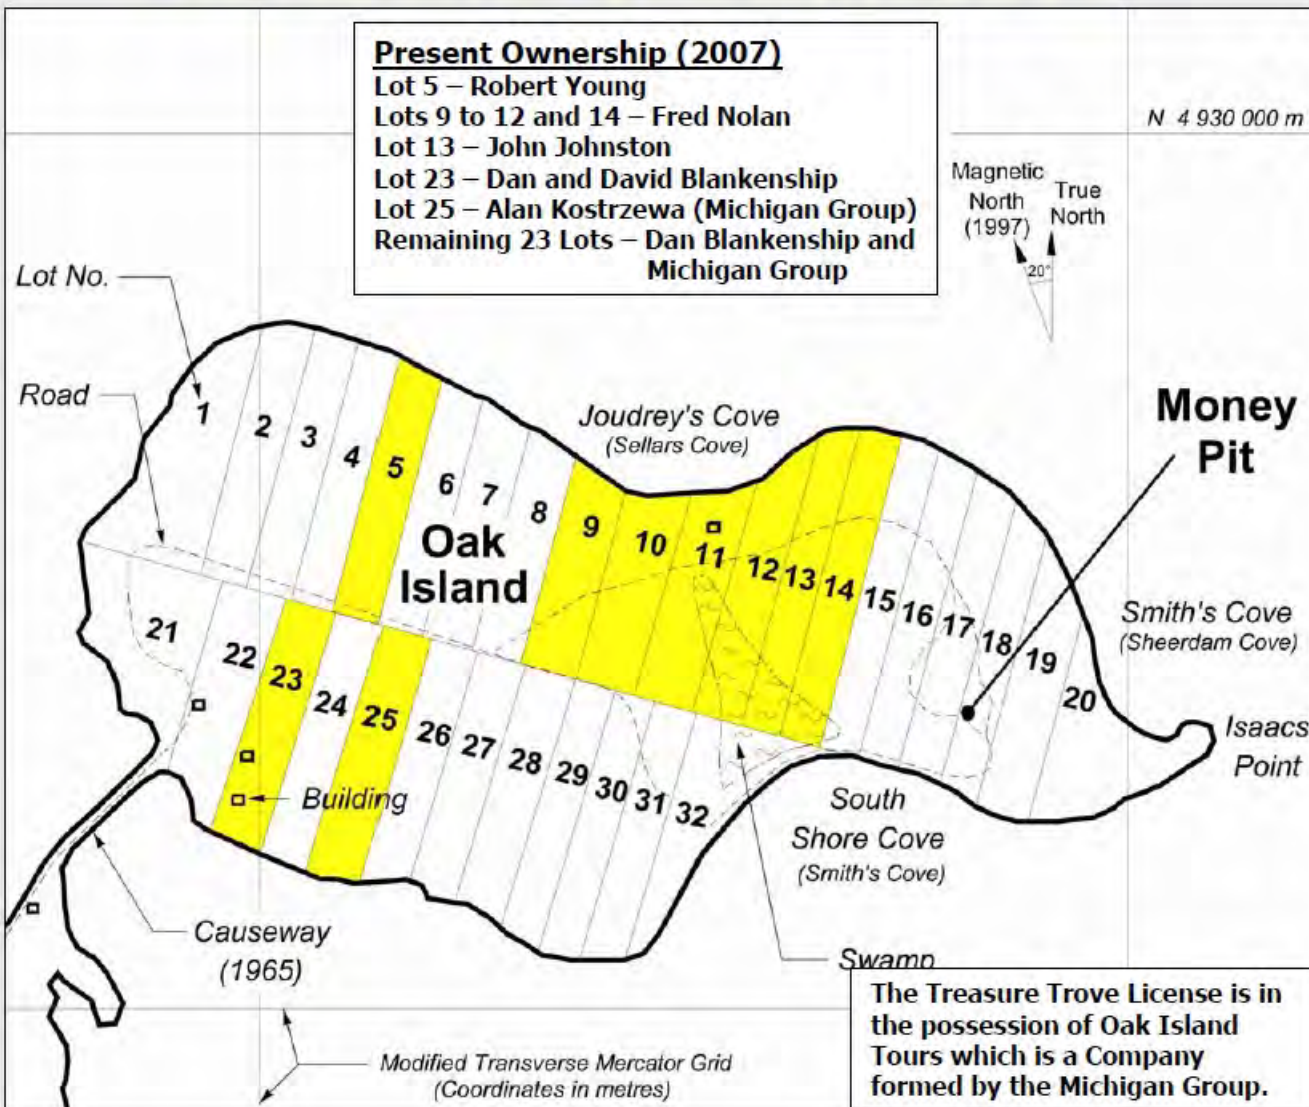 Present Ownership (2007)
Lot 5 – Robert Young
Lots 9 to 12 and 14 – Fred Nolan
Lot 13 – John Johnston
Lot 23 – Dan and David Blankenship
Lot 25 – Alan Kostrzewa (Michigan Group)
Remaining 23 Lots – Dan Blankenship and
Michigan Group
N 4 930 000 m
Magnetic
North
(1997)
True
North
20°
Lot No.
Road
Joudrey's Cove
(Sellars Cove)
Money
Pit
1
2
3
4
5
6
7
8
9
10
11
12
13
14
15
16
17
18
19
20
Oak
Island
Smith's Cove
(Sheerdam Cove)
Isaacs
Point
21
22
23
24
25
26
27
28
29
30
31
32
Building
South
Shore Cove
(Smith's Cove)
Causeway
(1965)
Swamp
Modified Transverse Mercator Grid
(Coordinates in metres)
The Treasure Trove License is in
the possession of Oak Island
Tours which is a Company
formed by the Michigan Group.